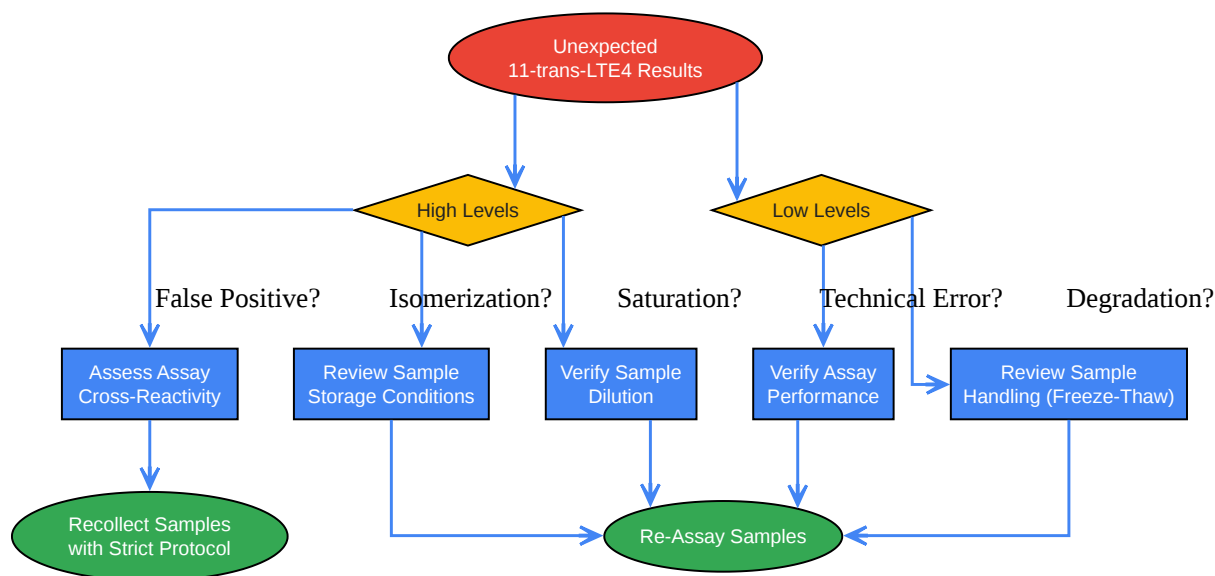 Unexpected
11-trans-LTE4 Results
High Levels
Low Levels
False Positive?
Isomerization?
Saturation?
Technical Error?
Degradation?
Assess Assay
Cross-Reactivity
Review Sample
Storage Conditions
Verify Sample
Dilution
Verify Assay
Performance
Review Sample
Handling (Freeze-Thaw)
Recollect Samples
with Strict Protocol
Re-Assay Samples